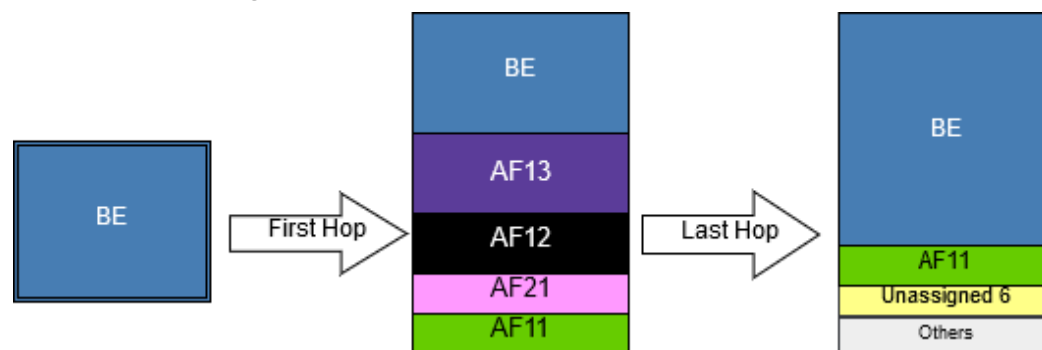 BE
First Hop
BE
AF13
AF12
AF21
AF11
Last Hop
BE
AF11
Unassigned 6
Others